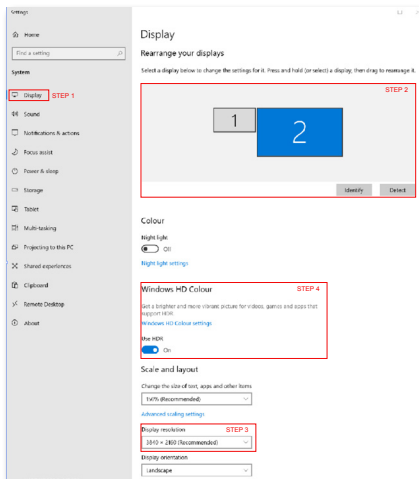 Settings
Home
Find a setting
System
Display STEP 1
Sound
Notifications & actions
Focus assist
Power & sleep
Storage
Tablet
Multi-tasking
Projecting to this PC
Shared experiences
Clipboard
Remote Desktop
About
Display
Rearrange your displays
Select a display below to change the settings for it. Press and hold (or select) a display, then drag to rearrange it.
STEP 2
1
2
Identify Detect
Colour
Night light
Off
Night light settings
Windows HD Colour STEP 4
Get a brighter and more vibrant picture for videos, games and apps that
support HDR.
Windows HD Colour settings
Use HDR
On
Scale and layout
Change the size of text, apps and other items
150% (Recommended)
Advanced scaling settings
Display resolution STEP 3
3840 × 2160 (Recommended)
Display orientation
Landscape